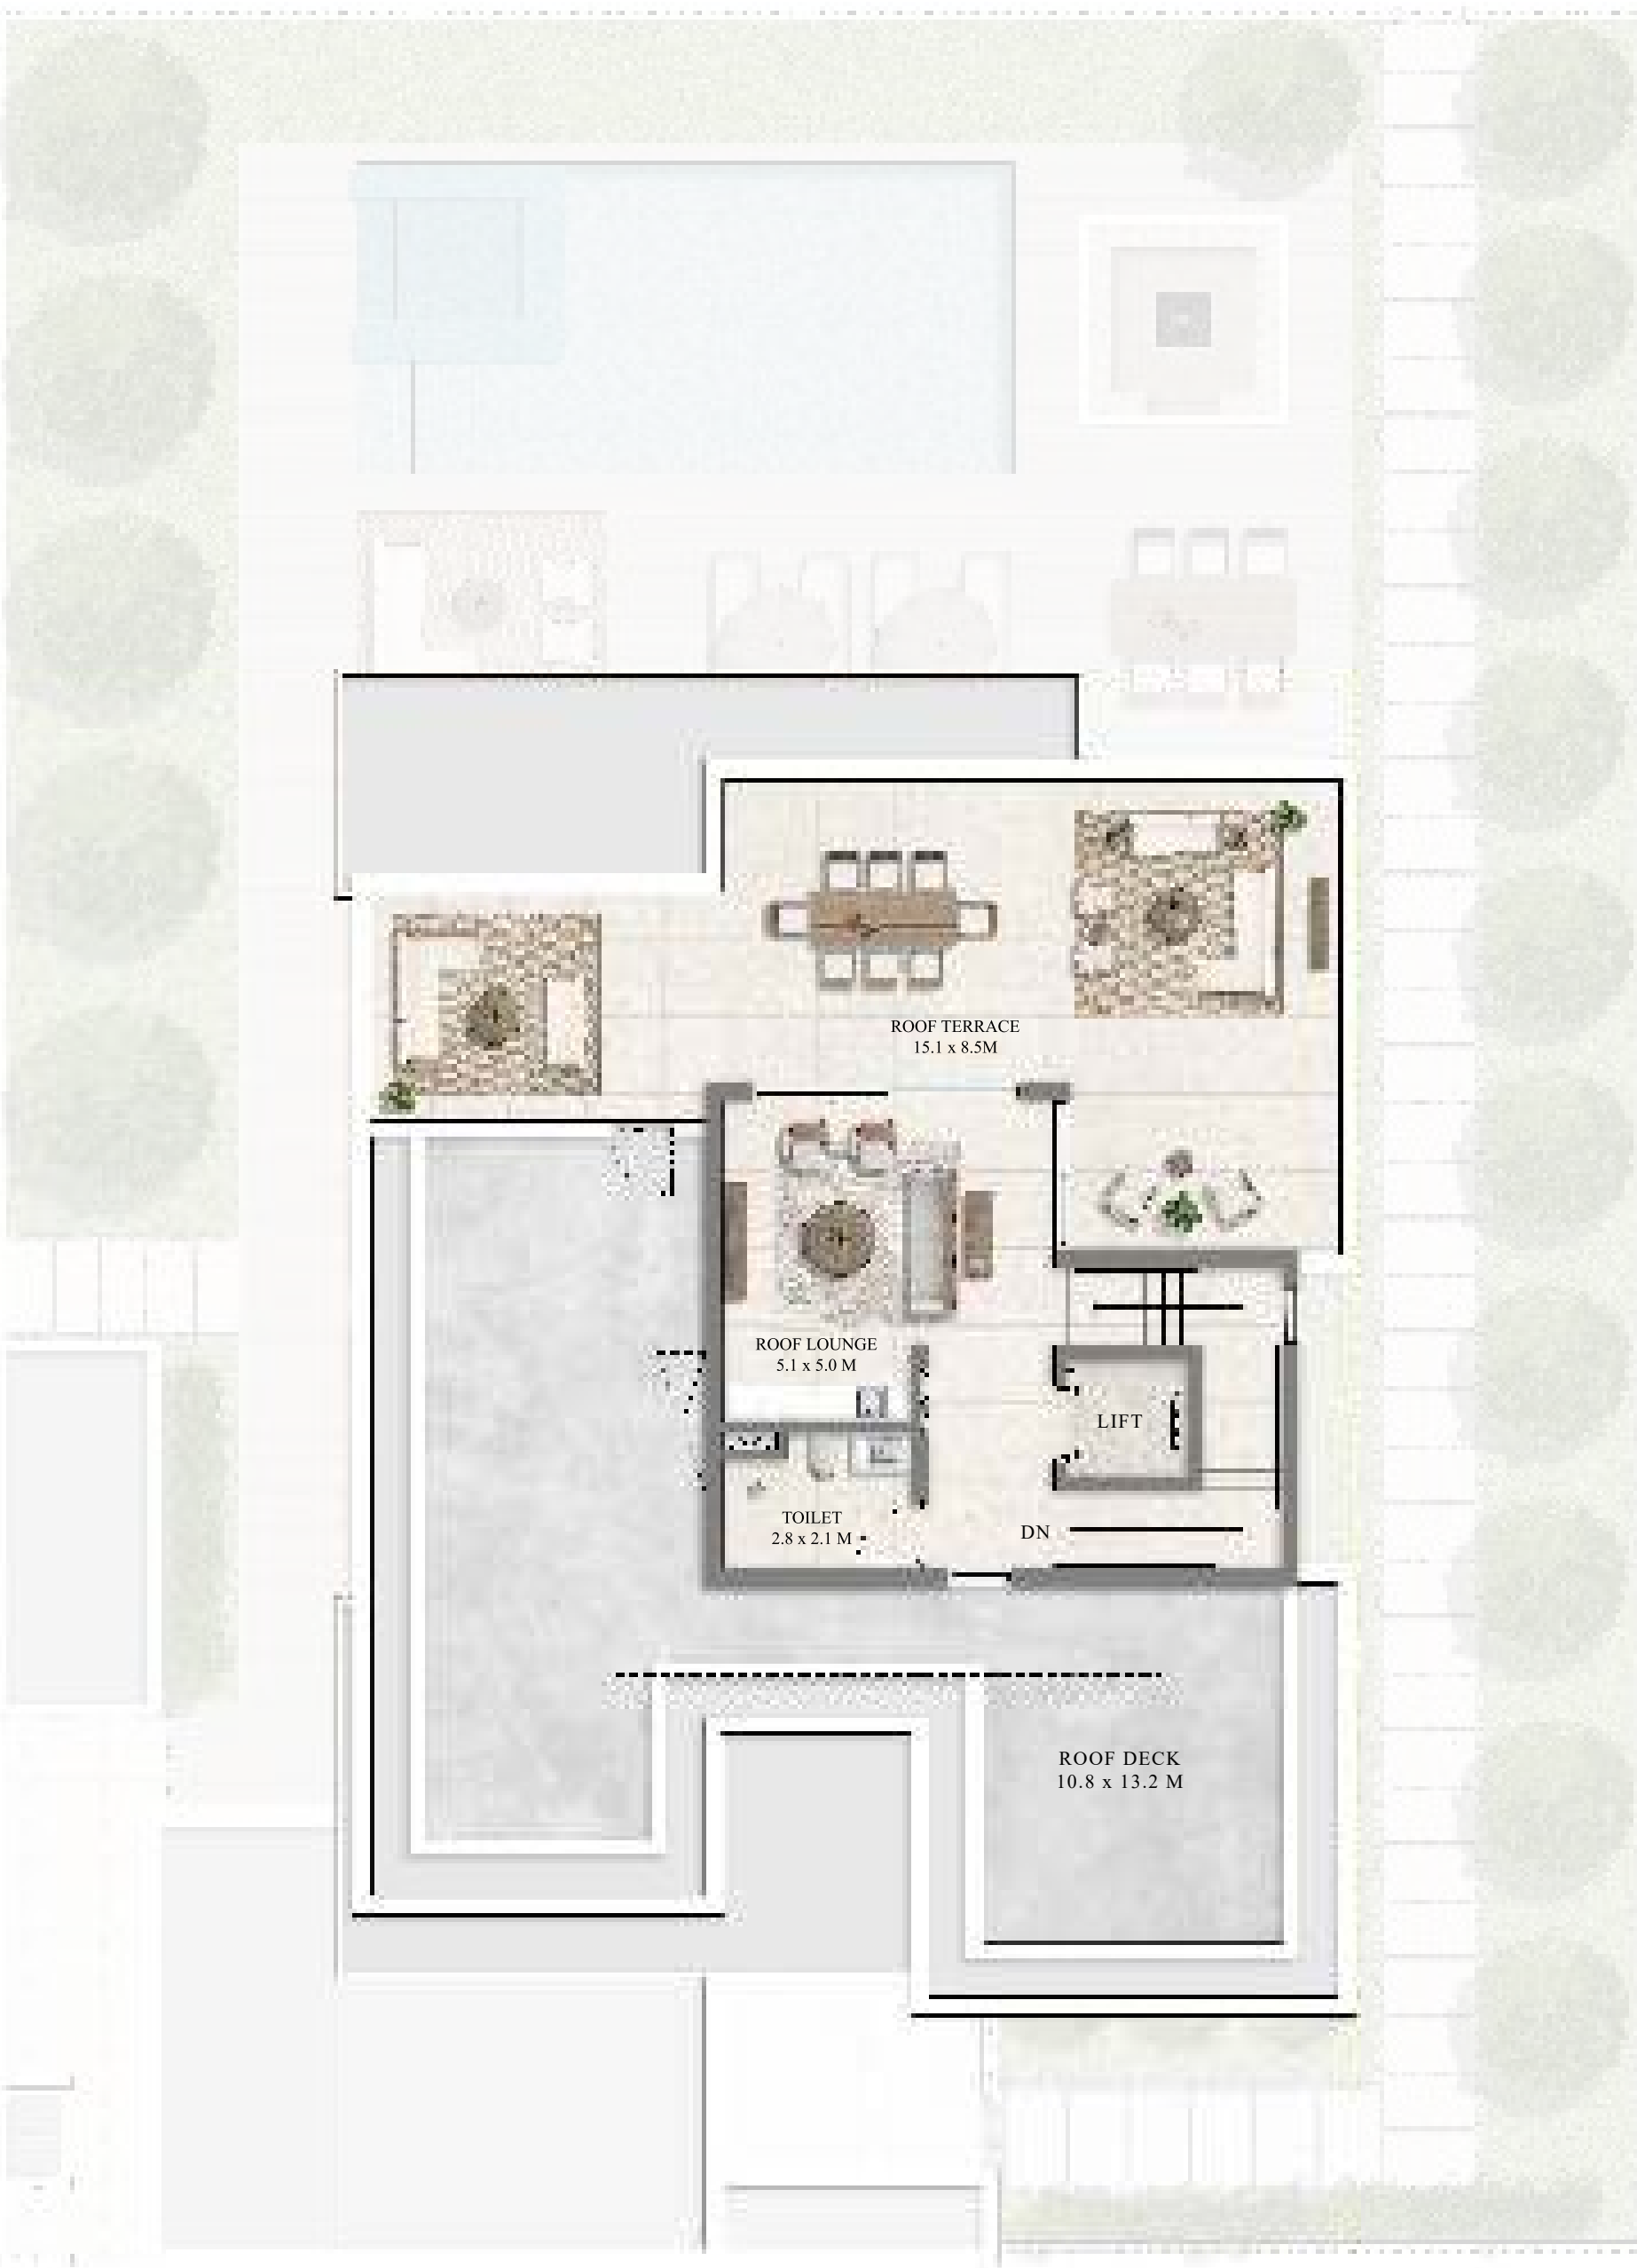 ROOF TERRACE
15.1 x 8.5M
ROOF LOUNGE
5.1 x 5.0 M
LIFT
TOILET
2.8 x 2.1 M
DN
ROOF DECK
10.8 x 13.2 M